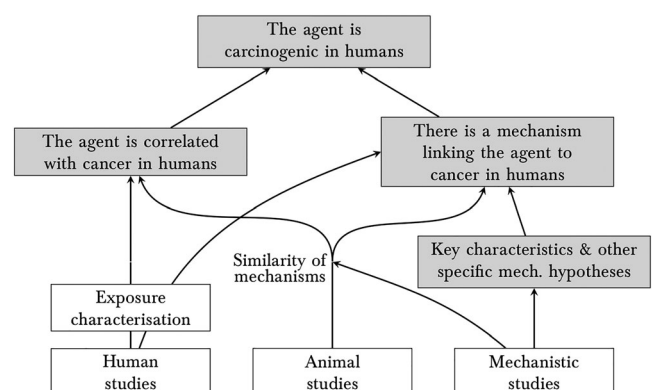 The agent is
carcinogenic in humans
The agent is correlated
with cancer in humans
There is a mechanism
linking the agent to
cancer in humans
Similarity of
mechanisms
Key characteristics & other
specific mech. hypotheses
Exposure
characterisation
Human
studies
Animal
studies
Mechanistic
studies